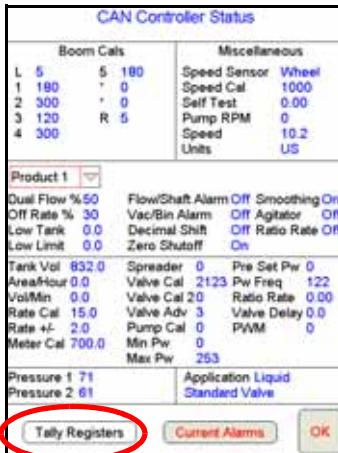 CAN Controller Status
Boom Cals
L 5 5 180
1 180 * 0
2 300 * 0
3 120 R 5
4 300
Miscellaneous
Speed Sensor Wheel
Speed Cal 1000
Self Test 0.00
Pump RPM 0
Speed 10.2
Units US
Product 1
Dual Flow % 50 Flow/Shaft Alarm Off Smoothing On
Off Rate % 30 Vac/Bin Alarm Off Agitator Off
Low Tank 0.0 Decimal Shift Off Ratio Rate Off
Low Limit 0.0 Zero Shutoff On
Tank Vol 832.0 Spreader 0 Pre Set Pw 0
Area/Hour 0.0 Valve Cal 2123 Pw Freq 122
Vol/Min 0.0 Valve Cal 2 0 Ratio Rate 0.00
Rate Cal 15.0 Valve Adv 3 Valve Delay 0.0
Rate +/- 2.0 Pump Cal 0 PWM 0
Meter Cal 700.0 Min Pw 0
Max Pw 253
Pressure 1 71 Application Liquid
Pressure 2 61 Standard Valve
Tally Registers Current Alarms OK